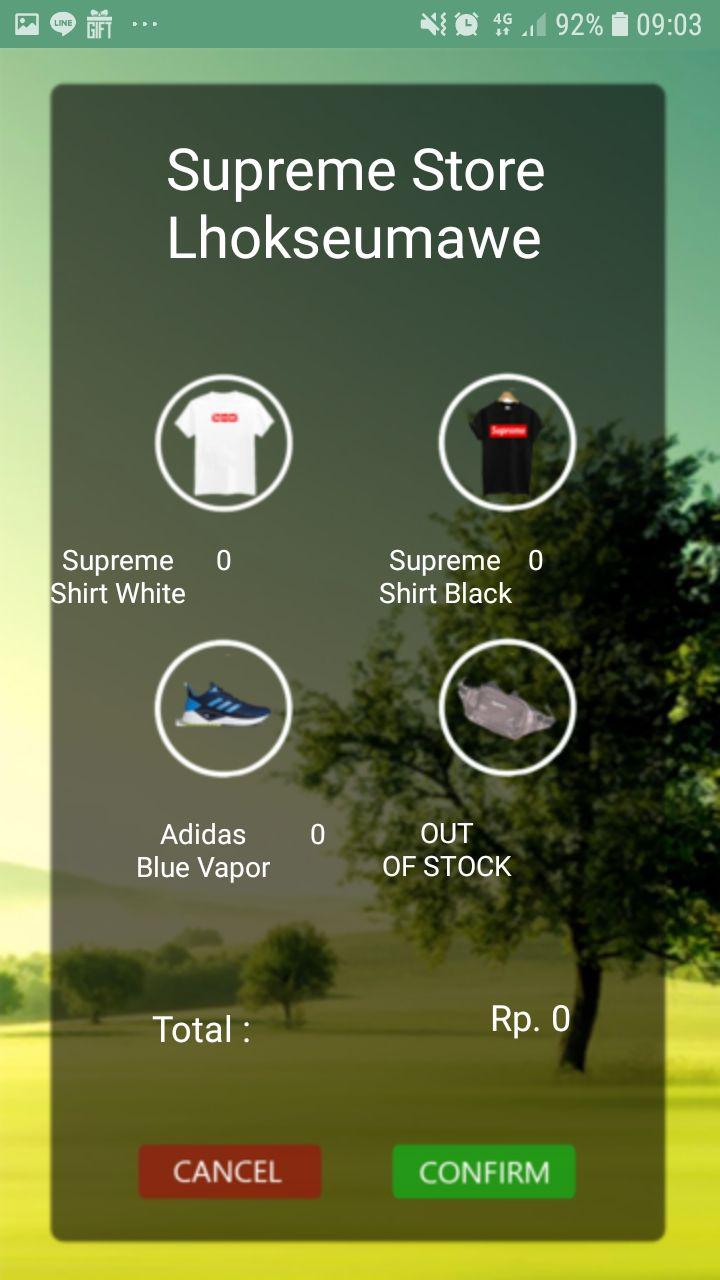 LINE
GIFT
4G
92%
09:03
Supreme Store
Lhokseumawe
Supreme
Supreme 0
Shirt White
Supreme 0
Shirt Black
Adidas 0
Blue Vapor
OUT
OF STOCK
Total :
Rp. 0
CANCEL
CONFIRM